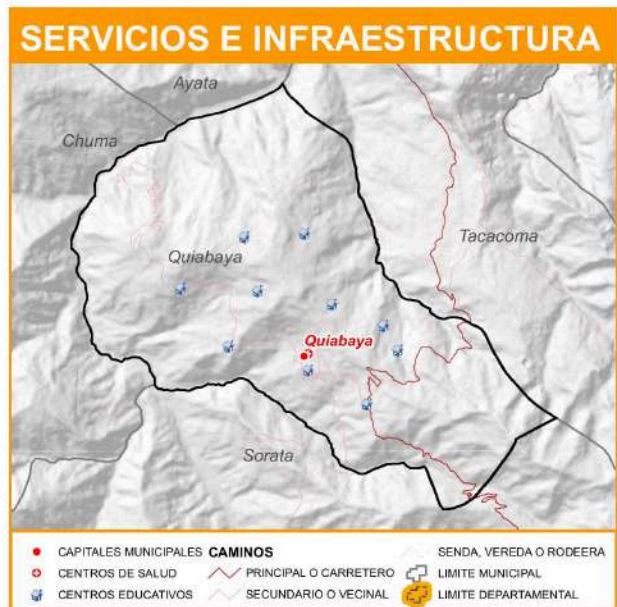 SERVICIOS E INFRAESTRUCTURA
Ayata
Chuma
Tacacoma
Quiabaya
Quiabaya
Sorata
CAPITALES MUNICIPALES
CENTROS DE SALUD
CENTROS EDUCATIVOS
CAMINOS
PRINCIPAL O CARRETERO
SECUNDARIO O VECINAL
SENDA, VEREDA O RODEERA
LIMITE MUNICIPAL
LIMITE DEPARTAMENTAL